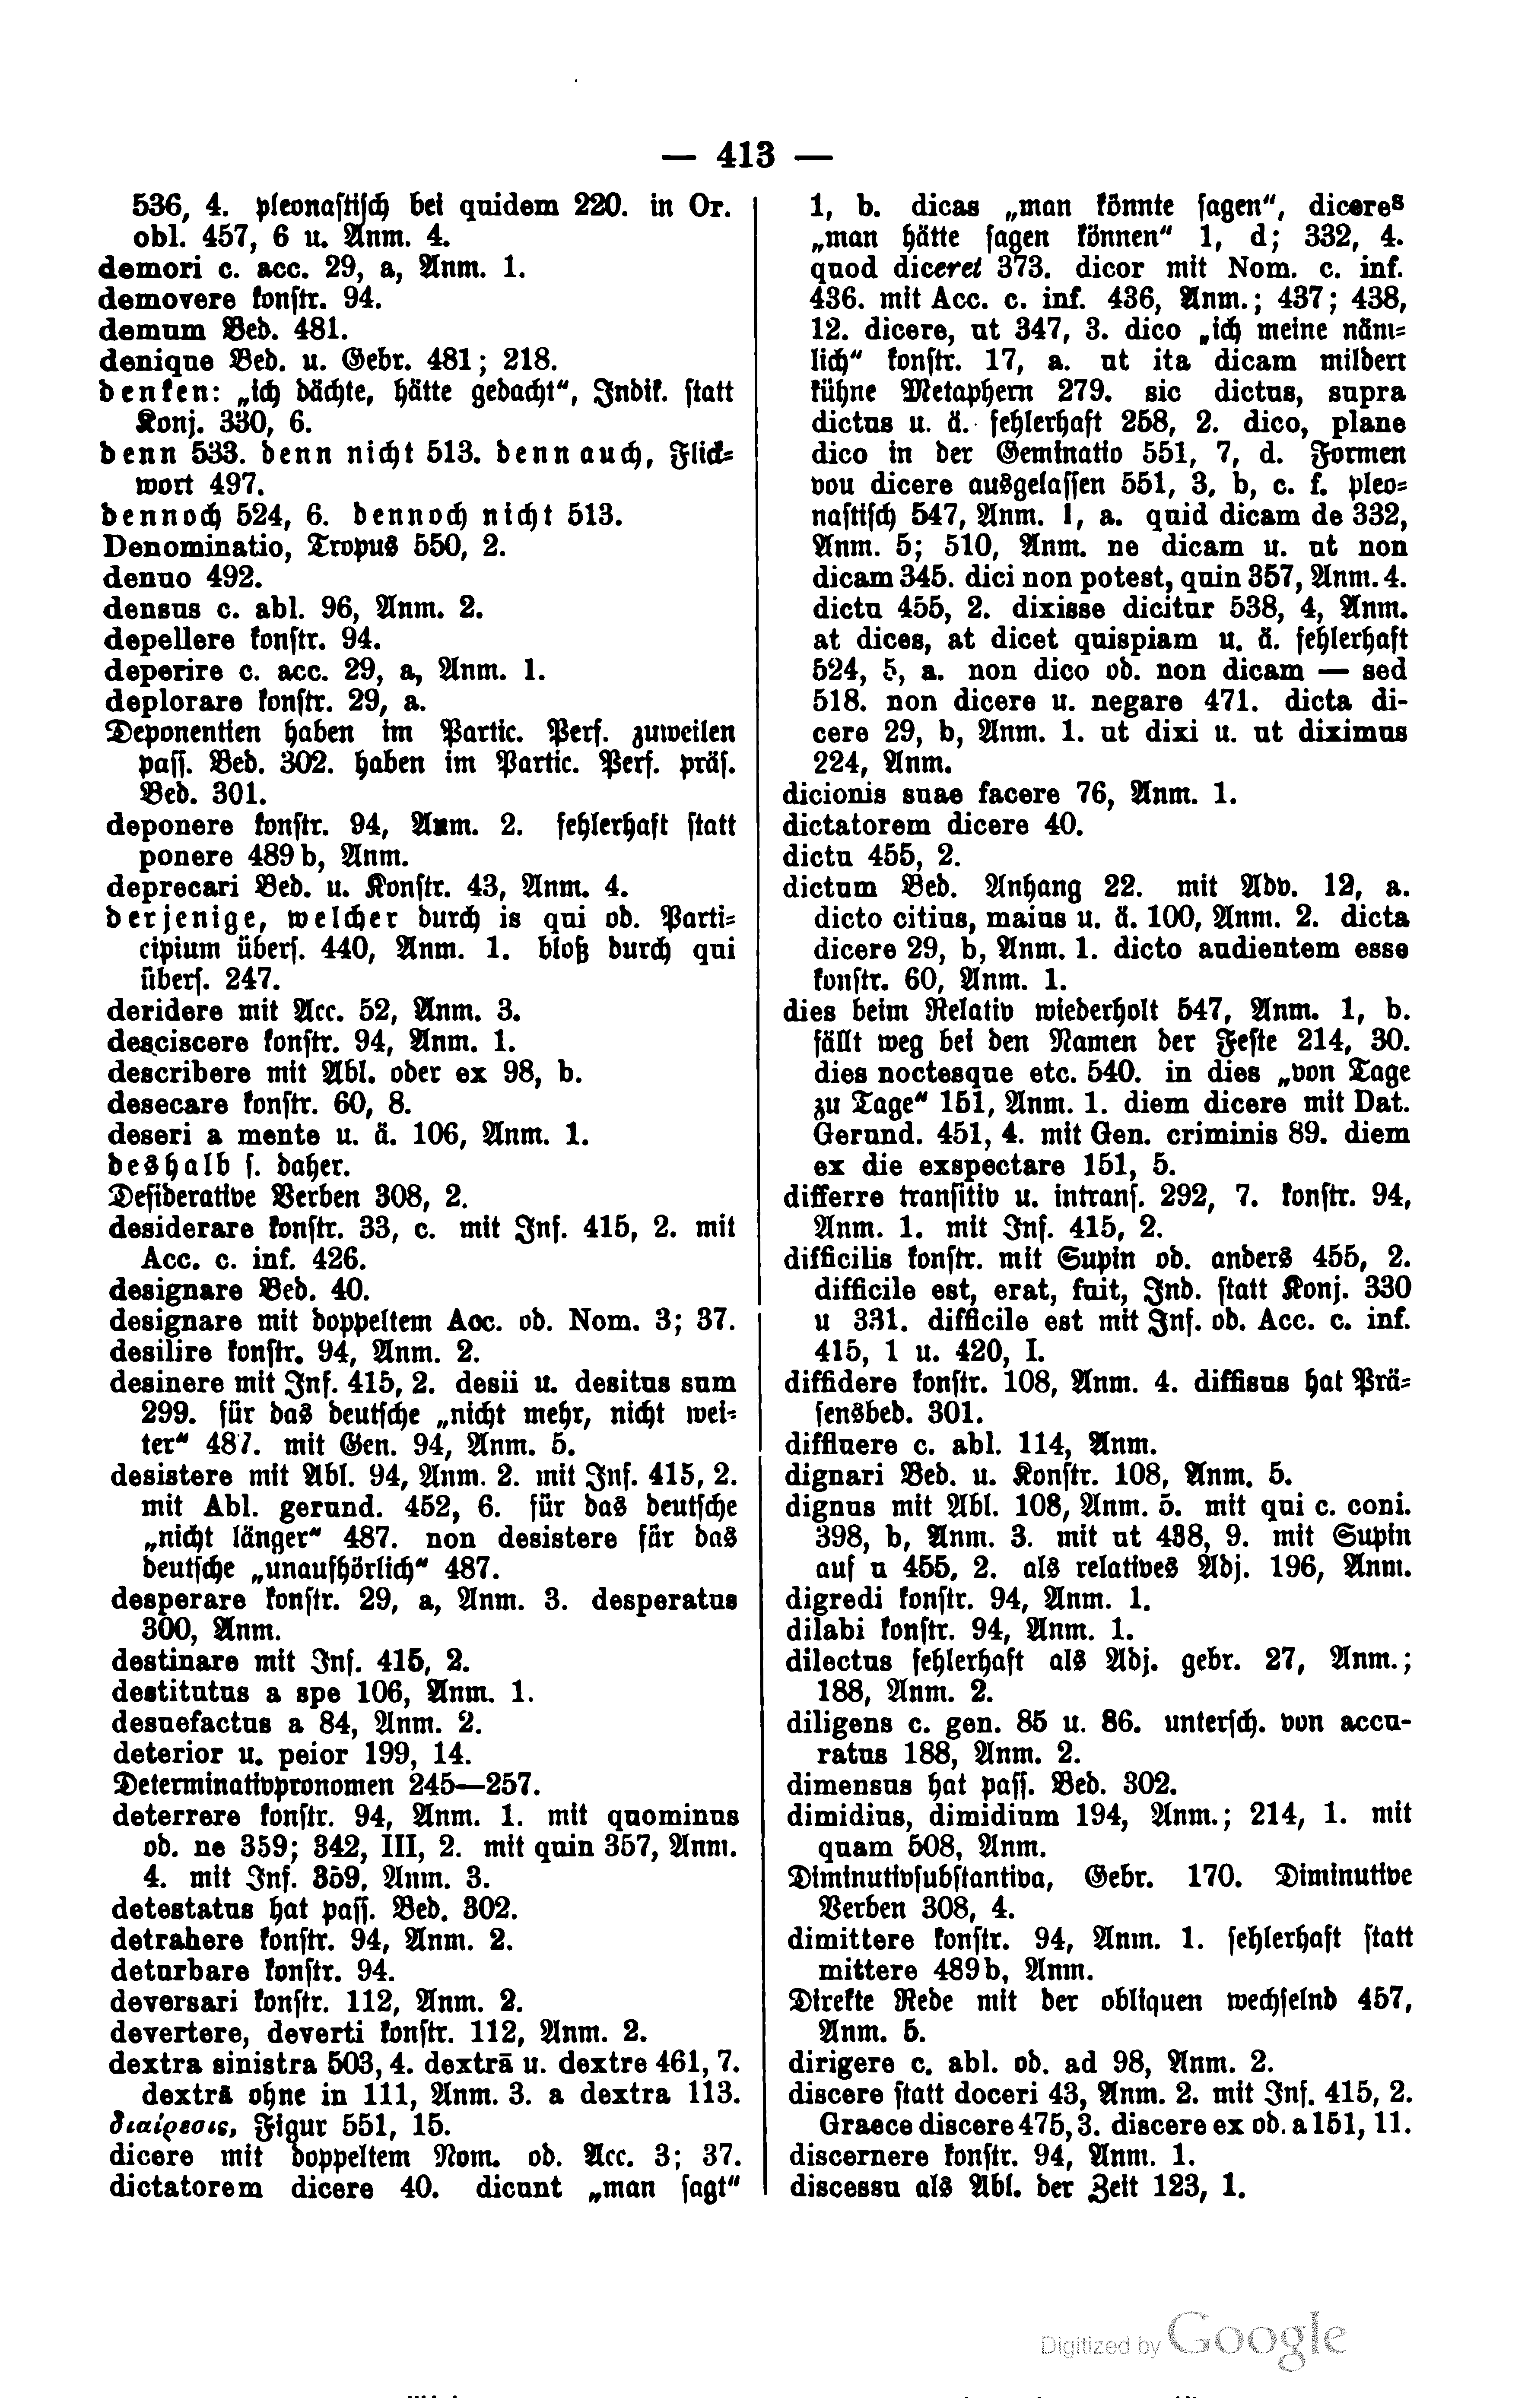 — 413 —
536, 4. pleonastisch bei quidem 220. in Or.
obl. 457, 6 u. Anm. 4.
demori c. acc. 29, a, Anm. 1.
demovere konstr. 94.
demum Bed. 481.
denique Bed. u. Gebr. 481; 218.
denken: „ich dächte, hätte gedacht“, Indik. statt
Konj. 330, 6.
denn 533. denn nicht 513. denn auch, Flick=
wort 497.
dennoch 524, 6. dennoch nicht 513.
Denominatio, Tropus 550, 2.
denuo 492.
densus c. abl. 96, Anm. 2.
depellere konstr. 94.
deperire c. acc. 29, a, Anm. 1.
deplorare konstr. 29, a.
Deponentien haben im Partic. Perf. zuweilen
pass. Bed. 302. haben im Partic. Perf. präs.
Bed. 301.
deponere konstr. 94, Anm. 2. fehlerhaft statt
ponere 489b, Anm.
deprecari Bed. u. Konstr. 43, Anm. 4.
derjenige, welcher durch is qui od. Parti=
cipium übers. 440, Anm. 1. bloß durch qui
übers. 247.
deridere mit Acc. 52, Anm. 3.
desciscere konstr. 94, Anm. 1.
describere mit Abl. oder ex 98, b.
desecare konstr. 60, 8.
deseri a mente u. ä. 106, Anm. 1.
deshalb s. daher.
Desiderative Verben 308, 2.
desiderare konstr. 33, c. mit Inf. 415, 2. mit
Acc. c. inf. 426.
designare Bed. 40.
designare mit doppeltem Acc. od. Nom. 3; 37.
desilire konstr. 94, Anm. 2.
desinere mit Inf. 415, 2. desii u. desitus sum
299. für das deutsche „nicht mehr, nicht wei=
ter“ 487. mit Gen. 94, Anm. 5.
desistere mit Abl. 94, Anm. 2. mit Inf. 415, 2.
mit Abl. gerund. 452, 6. für das deutsche
„nicht länger“ 487. non desistere für das
deutsche „unaufhörlich“ 487.
desperare konstr. 29, a, Anm. 3. desperatus
300, Anm.
destinare mit Inf. 415, 2.
destitutus a spe 106, Anm. 1.
desuefactus a 84, Anm. 2.
deterior u. peior 199, 14.
Determinativpronomen 245—257.
deterrere konstr. 94, Anm. 1. mit quominus
od. ne 359; 342, III, 2. mit quin 357, Anm.
4. mit Inf. 359, Anm. 3.
detestatus hat pass. Bed. 302.
detrahere konstr. 94, Anm. 2.
deturbare konstr. 94.
deversari konstr. 112, Anm. 2.
devertere, deverti konstr. 112, Anm. 2.
dextra sinistra 503, 4. dextrā u. dextre 461, 7.
dextrā ohne in 111, Anm. 3. a dextra 113.
διαίρεσις, Figur 551, 15.
dicere mit doppeltem Nom. od. Acc. 3; 37.
dictatorem dicere 40. dicunt „man sagt“
1, b. dicas „man könnte sagen“, diceres
„man hätte sagen können“ 1, d; 332, 4.
quod diceret 373. dicor mit Nom. c. inf.
436. mit Acc. c. inf. 436, Anm.; 437; 438,
12. dicere, ut 347, 3. dico „ich meine näm=
lich“ konstr. 17, a. ut ita dicam mildert
kühne Metaphern 279. sic dictus, supra
dictus u. ä. fehlerhaft 258, 2. dico, plane
dico in der Geminatio 551, 7, d. Formen
vou dicere ausgelassen 551, 3, b, c. f. pleo=
nastisch 547, Anm. 1, a. quid dicam de 332,
Anm. 5; 510, Anm. ne dicam u. ut non
dicam 345. dici non potest, quin 357, Anm. 4.
dictu 455, 2. dixisse dicitur 538, 4, Anm.
at dices, at dicet quispiam u. ä. fehlerhaft
524, 5, a. non dico od. non dicam — sed
518. non dicere u. negare 471. dicta di-
cere 29, b, Anm. 1. ut dixi u. ut diximus
224, Anm.
dicionis suae facere 76, Anm. 1.
dictatorem dicere 40.
dictu 455, 2.
dictum Bed. Anhang 22. mit Adv. 12, a.
dicto citius, maius u. ä. 100, Anm. 2. dicta
dicere 29, b, Anm. 1. dicto audientem esse
konstr. 60, Anm. 1.
dies beim Relativ wiederholt 547, Anm. 1, b.
fällt weg bei den Namen der Feste 214, 30.
dies noctesque etc. 540. in dies „von Tage
zu Tage“ 151, Anm. 1. diem dicere mit Dat.
Gerund. 451, 4. mit Gen. criminis 89. diem
ex die exspectare 151, 5.
differre transitiv u. intrans. 292, 7. konstr. 94,
Anm. 1. mit Inf. 415, 2.
difficilis konstr. mit Supin od. anders 455, 2.
difficile est, erat, fuit, Ind. statt Konj. 330
u 331. difficile est mit Inf. od. Acc. c. inf.
415, 1 u. 420, I.
diffidere konstr. 108, Anm. 4. diffisus hat Prä=
sensbed. 301.
diffluere c. abl. 114, Anm.
dignari Bed. u. Konstr. 108, Anm. 5.
dignus mit Abl. 108, Anm. 5. mit qui c. coni.
398, b, Anm. 3. mit ut 438, 9. mit Supin
auf u 455, 2. als relatives Adj. 196, Anm.
digredi konstr. 94, Anm. 1.
dilabi konstr. 94, Anm. 1.
dilectus fehlerhaft als Adj. gebr. 27, Anm.;
188, Anm. 2.
diligens c. gen. 85 u. 86. untersch. von accu-
ratus 188, Anm. 2.
dimensus hat pass. Bed. 302.
dimidius, dimidium 194, Anm.; 214, 1. mit
quam 508, Anm.
Diminutivsubstantiva, Gebr. 170. Diminutive
Verben 308, 4.
dimittere konstr. 94, Anm. 1. fehlerhaft statt
mittere 489b, Anm.
Direkte Rede mit der obliquen wechselnd 457,
Anm. 5.
dirigere c. abl. od. ad 98, Anm. 2.
discere statt doceri 43, Anm. 2. mit Inf. 415, 2.
Graece discere 475, 3. discere ex od. a 151, 11.
discernere konstr. 94, Anm. 1.
discessu als Abl. der Zeit 123, 1.
Digitized by Google